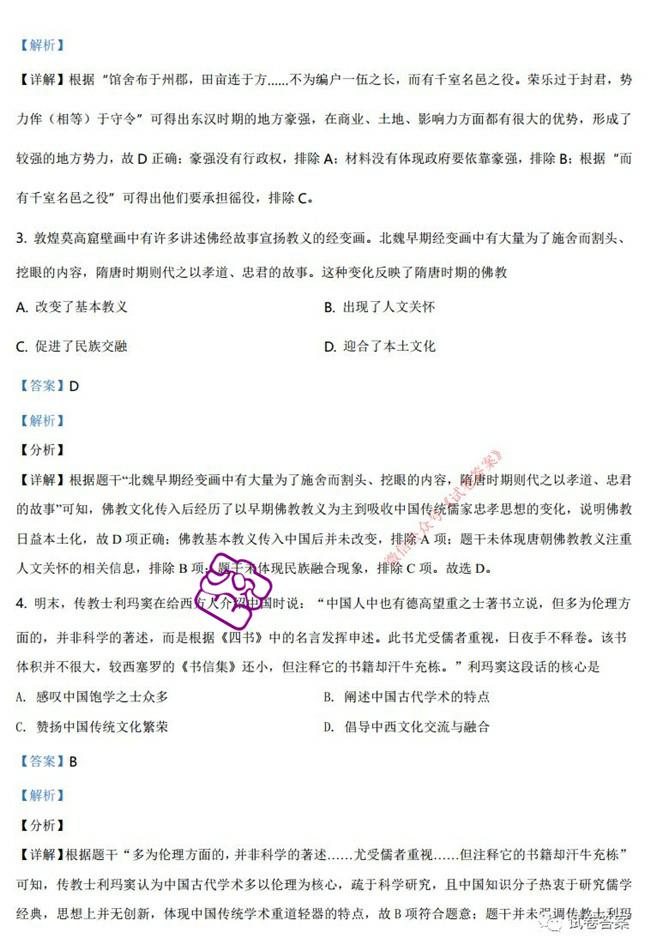 【解析】
【详解】根据“馆舍布于州郡，田亩连于方……不为编户一伍之长，而有千室名邑之役。荣乐过于封君，势
力侔（相等）于守令”可得出东汉时期的地方豪强，在商业、土地、影响力方面都有很大的优势，形成了
较强的地方势力，故 D 正确；豪强没有行政权，排除 A；材料没有体现政府要依靠豪强，排除 B；根据“而
有千室名邑之役”可得出他们要承担徭役，排除 C。
3. 敦煌莫高窟壁画中有许多讲述佛经故事宣扬教义的经变画。北魏早期经变画中有大量为了施舍而割头、
挖眼的内容，隋唐时期则代之以孝道、忠君的故事。这种变化反映了隋唐时期的佛教
A. 改变了基本教义
B. 出现了人文关怀
C. 促进了民族交融
D. 迎合了本土文化
【答案】D
【解析】
【分析】
【详解】根据题干“北魏早期经变画中有大量为了施舍而割头、挖眼的内容，隋唐时期则代之以孝道、忠君
的故事”可知，佛教文化传入后经历了以早期佛教教义为主到吸收中国传统儒家忠孝思想的变化，说明佛教
日益本土化，故 D 项正确；佛教基本教义传入中国后并未改变，排除 A 项；题干未体现唐朝佛教教义注重
人文关怀的相关信息，排除 B 项；题干未体现民族融合现象，排除 C 项。故选 D。
4. 明末，传教士利玛窦在给西方人介绍中国时说：“中国人中也有德高望重之士著书立说，但多为伦理方
面的，并非科学的著述，而是根据《四书》中的名言发挥申述。此书尤受儒者重视，日夜手不释卷。该书
体积并不很大，较西塞罗的《书信集》还小，但注释它的书籍却汗牛充栋。”利玛窦这段话的核心是
A. 感叹中国饱学之士众多
B. 阐述中国古代学术的特点
C. 赞扬中国传统文化繁荣
D. 倡导中西文化交流与融合
【答案】B
【解析】
【分析】
【详解】根据题干“多为伦理方面的，并非科学的著述……尤受儒者重视……但注释它的书籍却汗牛充栋”
可知，传教士利玛窦认为中国古代学术多以伦理为核心，疏于科学研究，且中国知识分子热衷于研究儒学
经典，思想上并无创新，体现中国传统学术重道轻器的特点，故 B 项符合题意；题干并未强调传教士利玛
微信公众号《试卷答案》
试卷答案